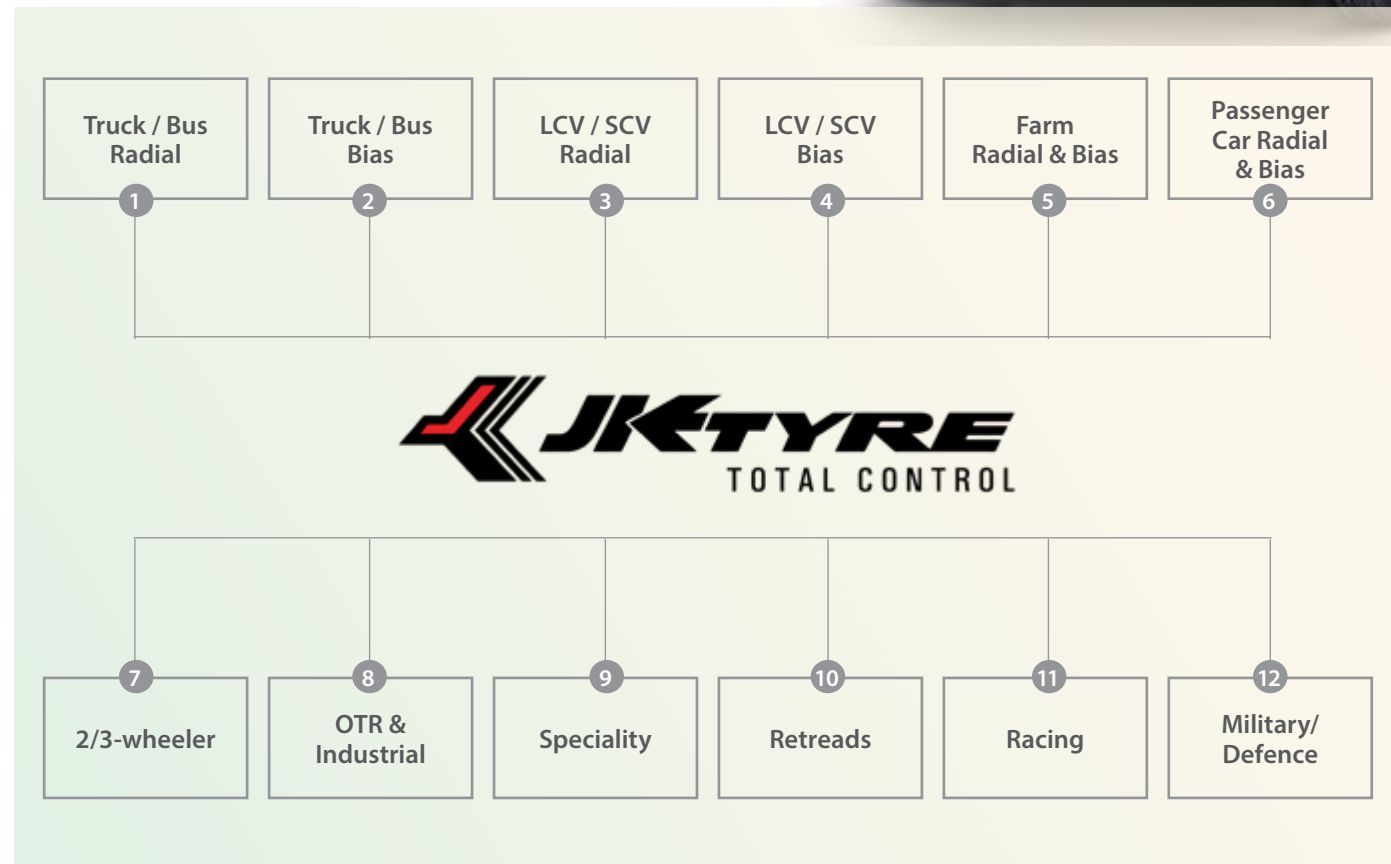 Truck / Bus
Radial
1
Truck / Bus
Bias
2
LCV / SCV
Radial
3
LCV / SCV
Bias
4
Farm
Radial & Bias
5
Passenger
Car Radial
& Bias
6
JKTYRE
TOTAL CONTROL
7
2/3-wheeler
8
OTR &
Industrial
9
Speciality
10
Retreads
11
Racing
12
Military/
Defence